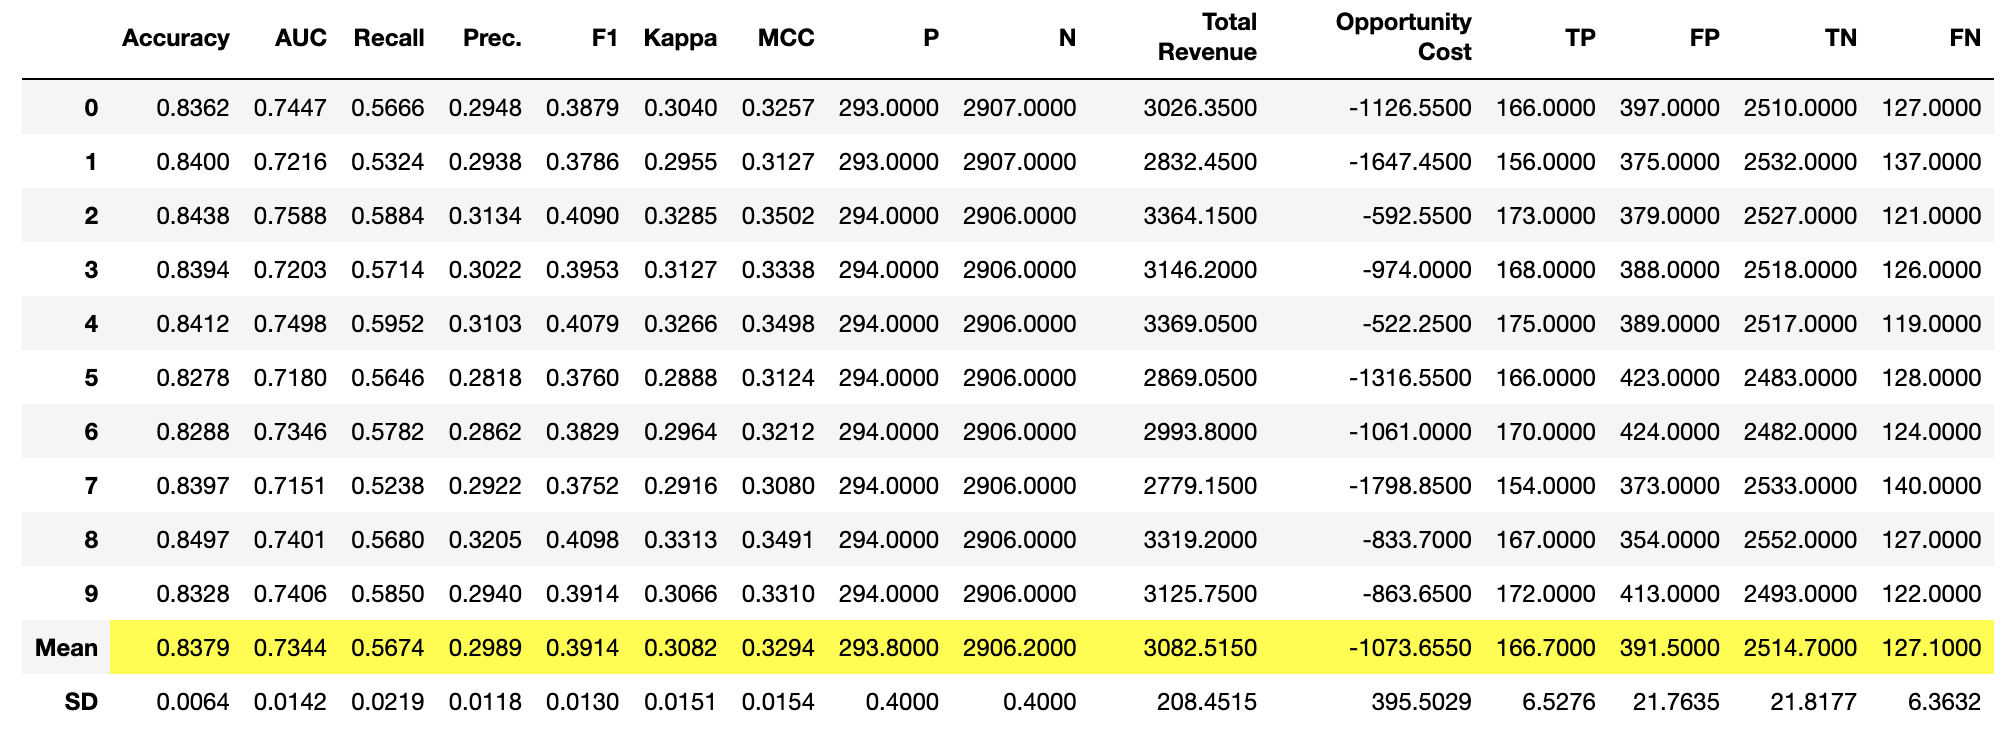 Accuracy AUC Recall Prec. F1 Kappa MCC P N Total Revenue Opportunity Cost TP FP TN FN
0 0.8362 0.7447 0.5666 0.2948 0.3879 0.3040 0.3257 293.0000 2907.0000 3026.3500 -1126.5500 166.0000 397.0000 2510.0000 127.0000
1 0.8400 0.7216 0.5324 0.2938 0.3786 0.2955 0.3127 293.0000 2907.0000 2832.4500 -1647.4500 156.0000 375.0000 2532.0000 137.0000
2 0.8438 0.7588 0.5884 0.3134 0.4090 0.3285 0.3502 294.0000 2906.0000 3364.1500 -592.5500 173.0000 379.0000 2527.0000 121.0000
3 0.8394 0.7203 0.5714 0.3022 0.3953 0.3127 0.3338 294.0000 2906.0000 3146.2000 -974.0000 168.0000 388.0000 2518.0000 126.0000
4 0.8412 0.7498 0.5952 0.3103 0.4079 0.3266 0.3498 294.0000 2906.0000 3369.0500 -522.2500 175.0000 389.0000 2517.0000 119.0000
5 0.8278 0.7180 0.5646 0.2818 0.3760 0.2888 0.3124 294.0000 2906.0000 2869.0500 -1316.5500 166.0000 423.0000 2483.0000 128.0000
6 0.8288 0.7346 0.5782 0.2862 0.3829 0.2964 0.3212 294.0000 2906.0000 2993.8000 -1061.0000 170.0000 424.0000 2482.0000 124.0000
7 0.8397 0.7151 0.5238 0.2922 0.3752 0.2916 0.3080 294.0000 2906.0000 2779.1500 -1798.8500 154.0000 373.0000 2533.0000 140.0000
8 0.8497 0.7401 0.5680 0.3205 0.4098 0.3313 0.3491 294.0000 2906.0000 3319.2000 -833.7000 167.0000 354.0000 2552.0000 127.0000
9 0.8328 0.7406 0.5850 0.2940 0.3914 0.3066 0.3310 294.0000 2906.0000 3125.7500 -863.6500 172.0000 413.0000 2493.0000 122.0000
Mean 0.8379 0.7344 0.5674 0.2989 0.3914 0.3082 0.3294 293.8000 2906.2000 3082.5150 -1073.6550 166.7000 391.5000 2514.7000 127.1000
SD 0.0064 0.0142 0.0219 0.0118 0.0130 0.0151 0.0154 0.4000 0.4000 208.4515 395.5029 6.5276 21.7635 21.8177 6.3632